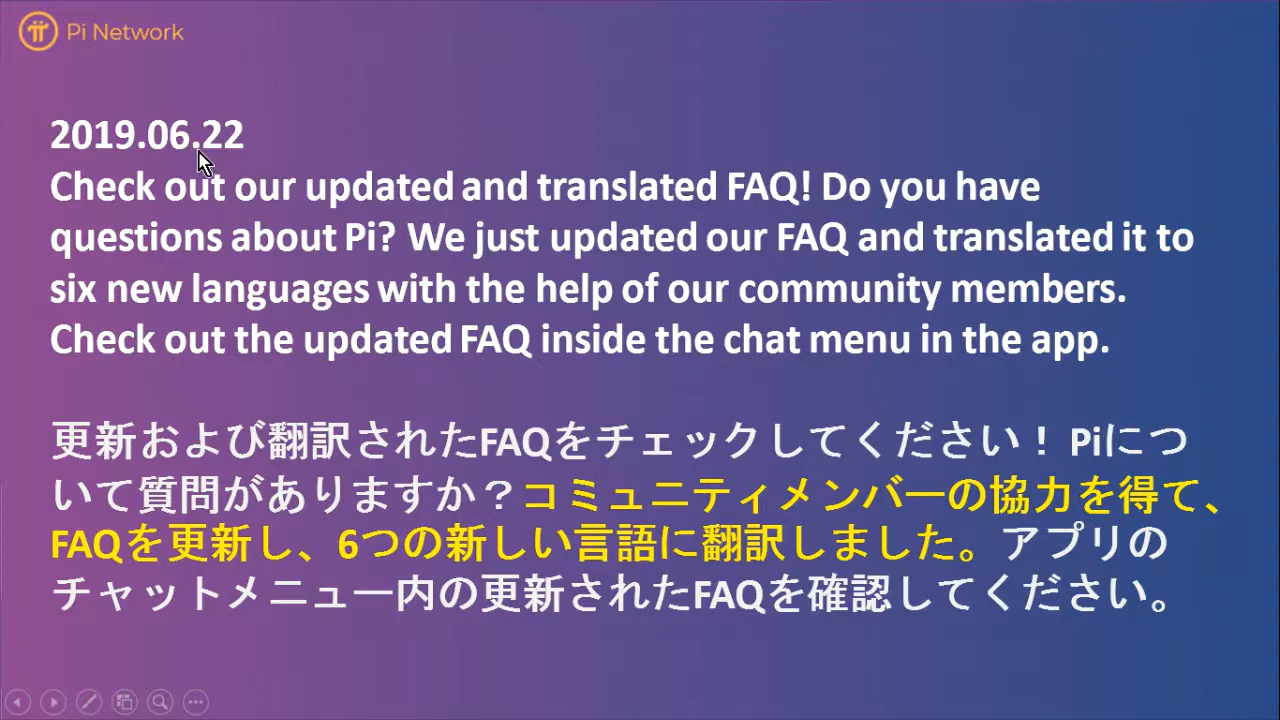 Pi Network
2019.06.22
Check out our updated and translated FAQ! Do you have
questions about Pi? We just updated our FAQ and translated it to
six new languages with the help of our community members.
Check out the updated FAQ inside the chat menu in the app.
更新および翻訳されたFAQをチェックしてください！ Piにつ
いて質問がありますか？コミュニティメンバーの協力を得て、
FAQを更新し、6つの新しい言語に翻訳しました。アプリの
チャットメニュー内の更新されたFAQを確認してください。